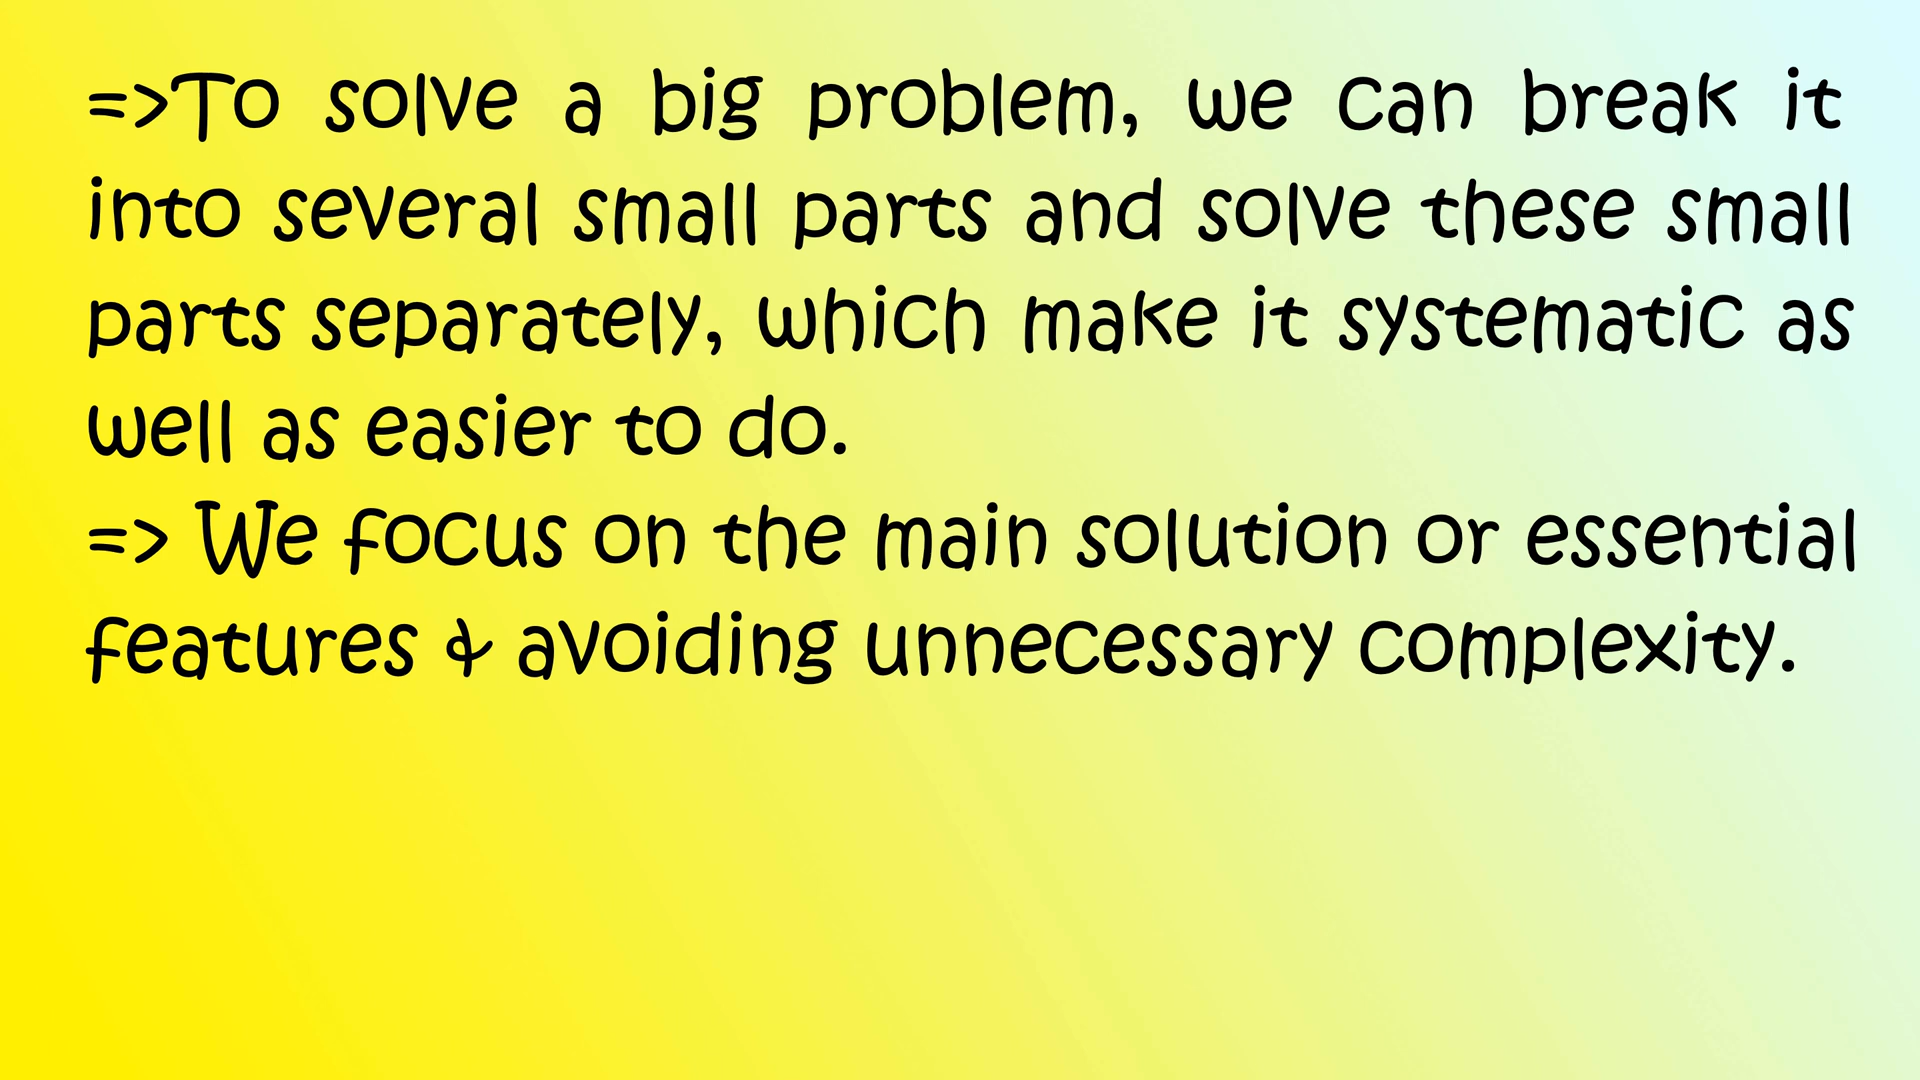 =>To solve a big problem, we can break it
into several small parts and solve these small
parts separately, which make it systematic as
well as easier to do.
=> We focus on the main solution or essential
features & avoiding unnecessary complexity.